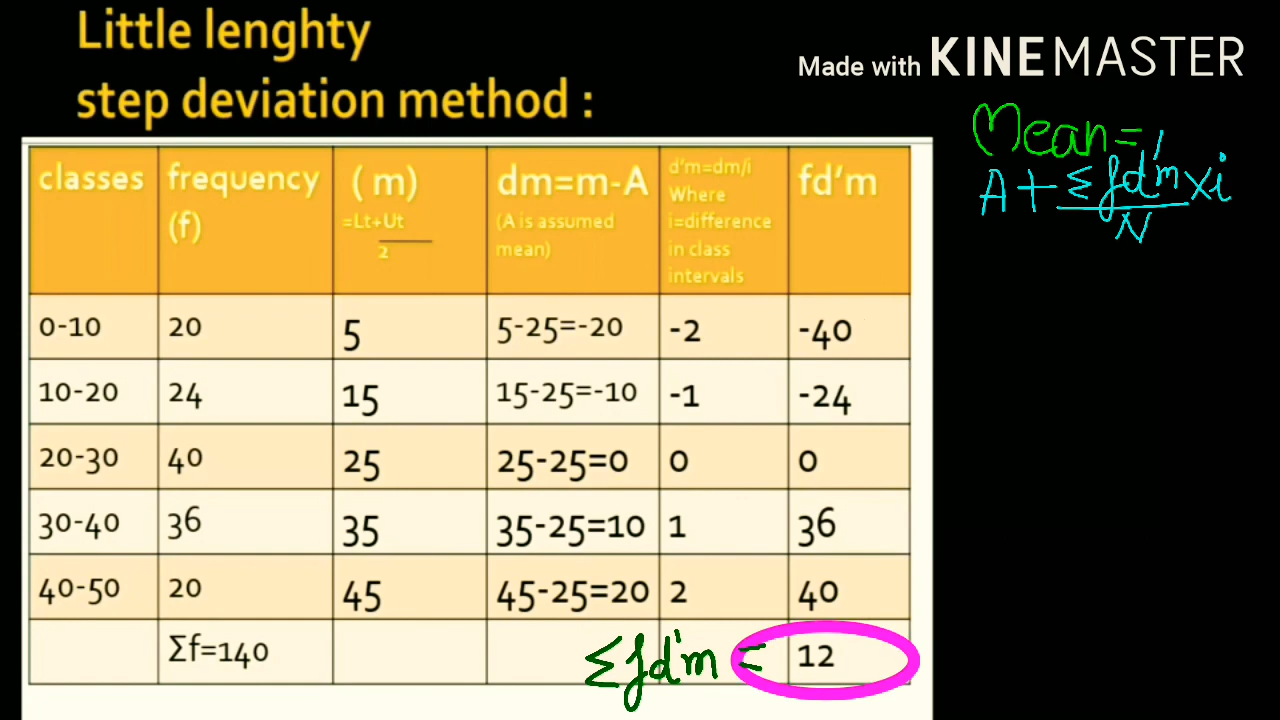 Little lenghty
step deviation method :
Made with KINEMASTER
Mean =
A + Σfd'm × i
N
classes frequency (m) dm=m-A d'm=dm/i fd'm
(f) =Lt+Ut (A is assumed Where
2 mean) i=difference
in class
intervals
0-10 20 5 5-25=-20 -2 -40
10-20 24 15 15-25=-10 -1 -24
20-30 40 25 25-25=0 0 0
30-40 36 35 35-25=10 1 36
40-50 20 45 45-25=20 2 40
Σf=140 Σfd'm = 12